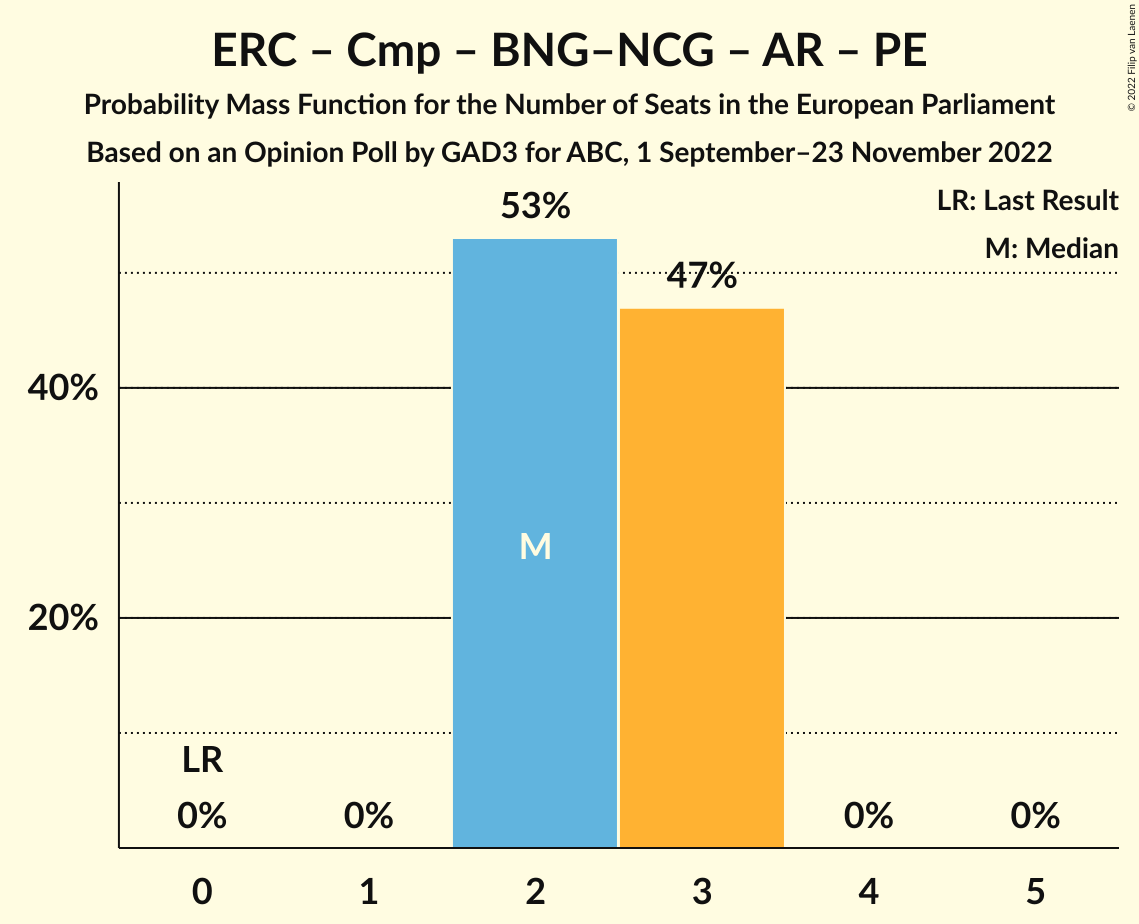 ERC – Cmp – BNG–NCG – AR – PE
Probability Mass Function for the Number of Seats in the European Parliament
Based on an Opinion Poll by GAD3 for ABC, 1 September–23 November 2022
© 2022 Filip van Laenen
LR: Last Result
M: Median
53%
47%
40%
M
20%
LR
0% 0% 0% 0%
0 1 2 3 4 5